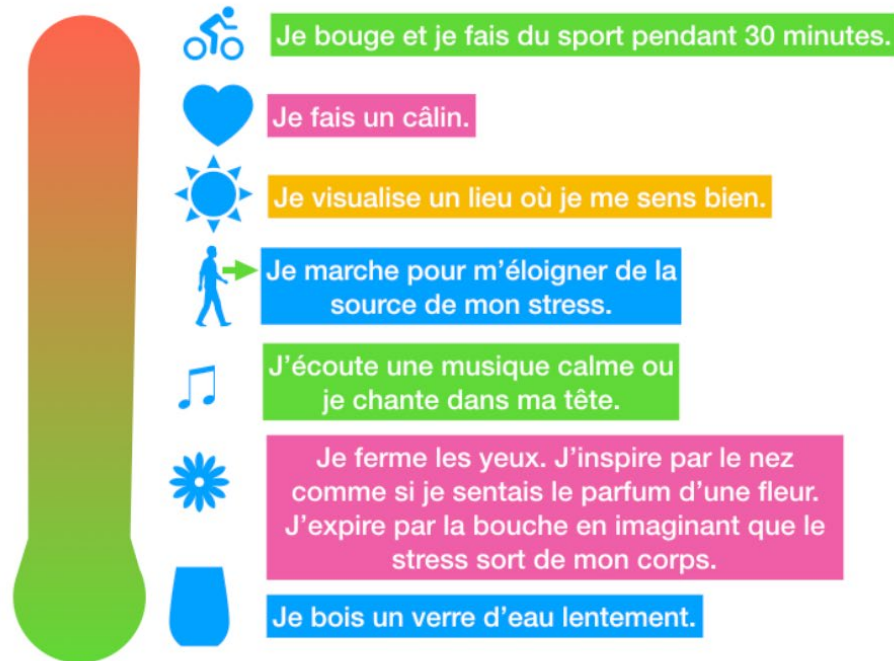 Je bouge et je fais du sport pendant 30 minutes.
Je fais un câlin.
Je visualise un lieu où je me sens bien.
Je marche pour m’éloigner de la
source de mon stress.
J’écoute une musique calme ou
je chante dans ma tête.
Je ferme les yeux. J’inspire par le nez
comme si je sentais le parfum d’une fleur.
J’expire par la bouche en imaginant que le
stress sort de mon corps.
Je bois un verre d’eau lentement.